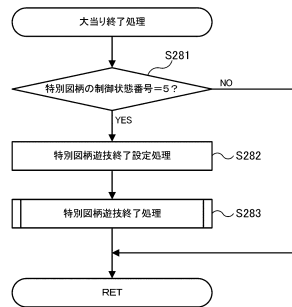 大当り終了処理
S281
特別図柄の制御状態番号=5?
NO
YES
特別図柄遊技終了設定処理
S282
特別図柄遊技終了処理
S283
RET